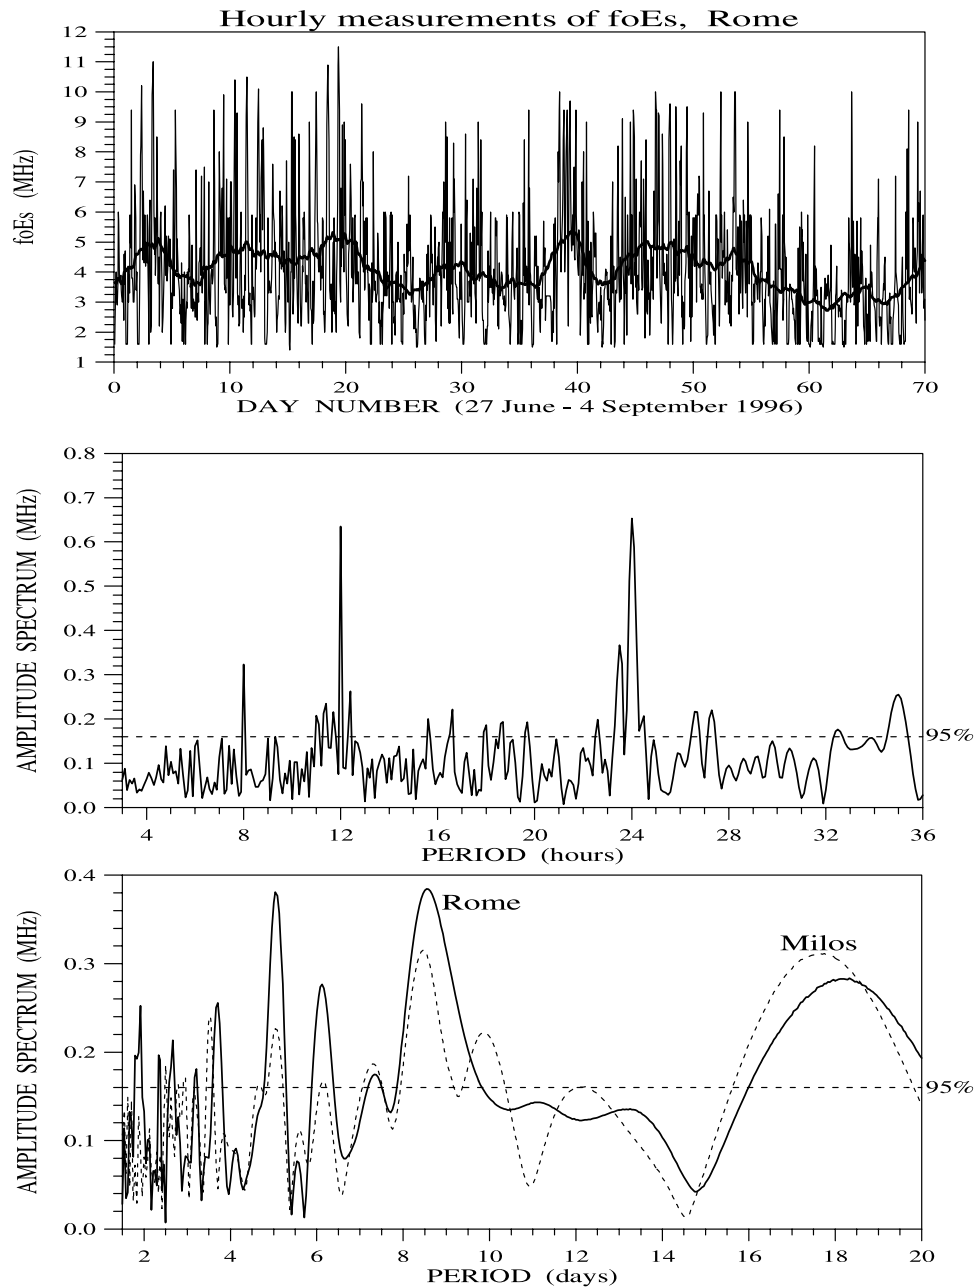 Hourly measurements of foEs, Rome
12
11
10
9
8
7
6
5
4
3
2
1
foEs (MHz)
0 10 20 30 40 50 60 70
DAY NUMBER (27 June - 4 September 1996)
0.8
0.7
0.6
0.5
0.4
0.3
0.2
0.1
0.0
AMPLITUDE SPECTRUM (MHz)
95%
4 8 12 16 20 24 28 32 36
PERIOD (hours)
0.4
0.3
0.2
0.1
0.0
AMPLITUDE SPECTRUM (MHz)
Rome
Milos
95%
2 4 6 8 10 12 14 16 18 20
PERIOD (days)